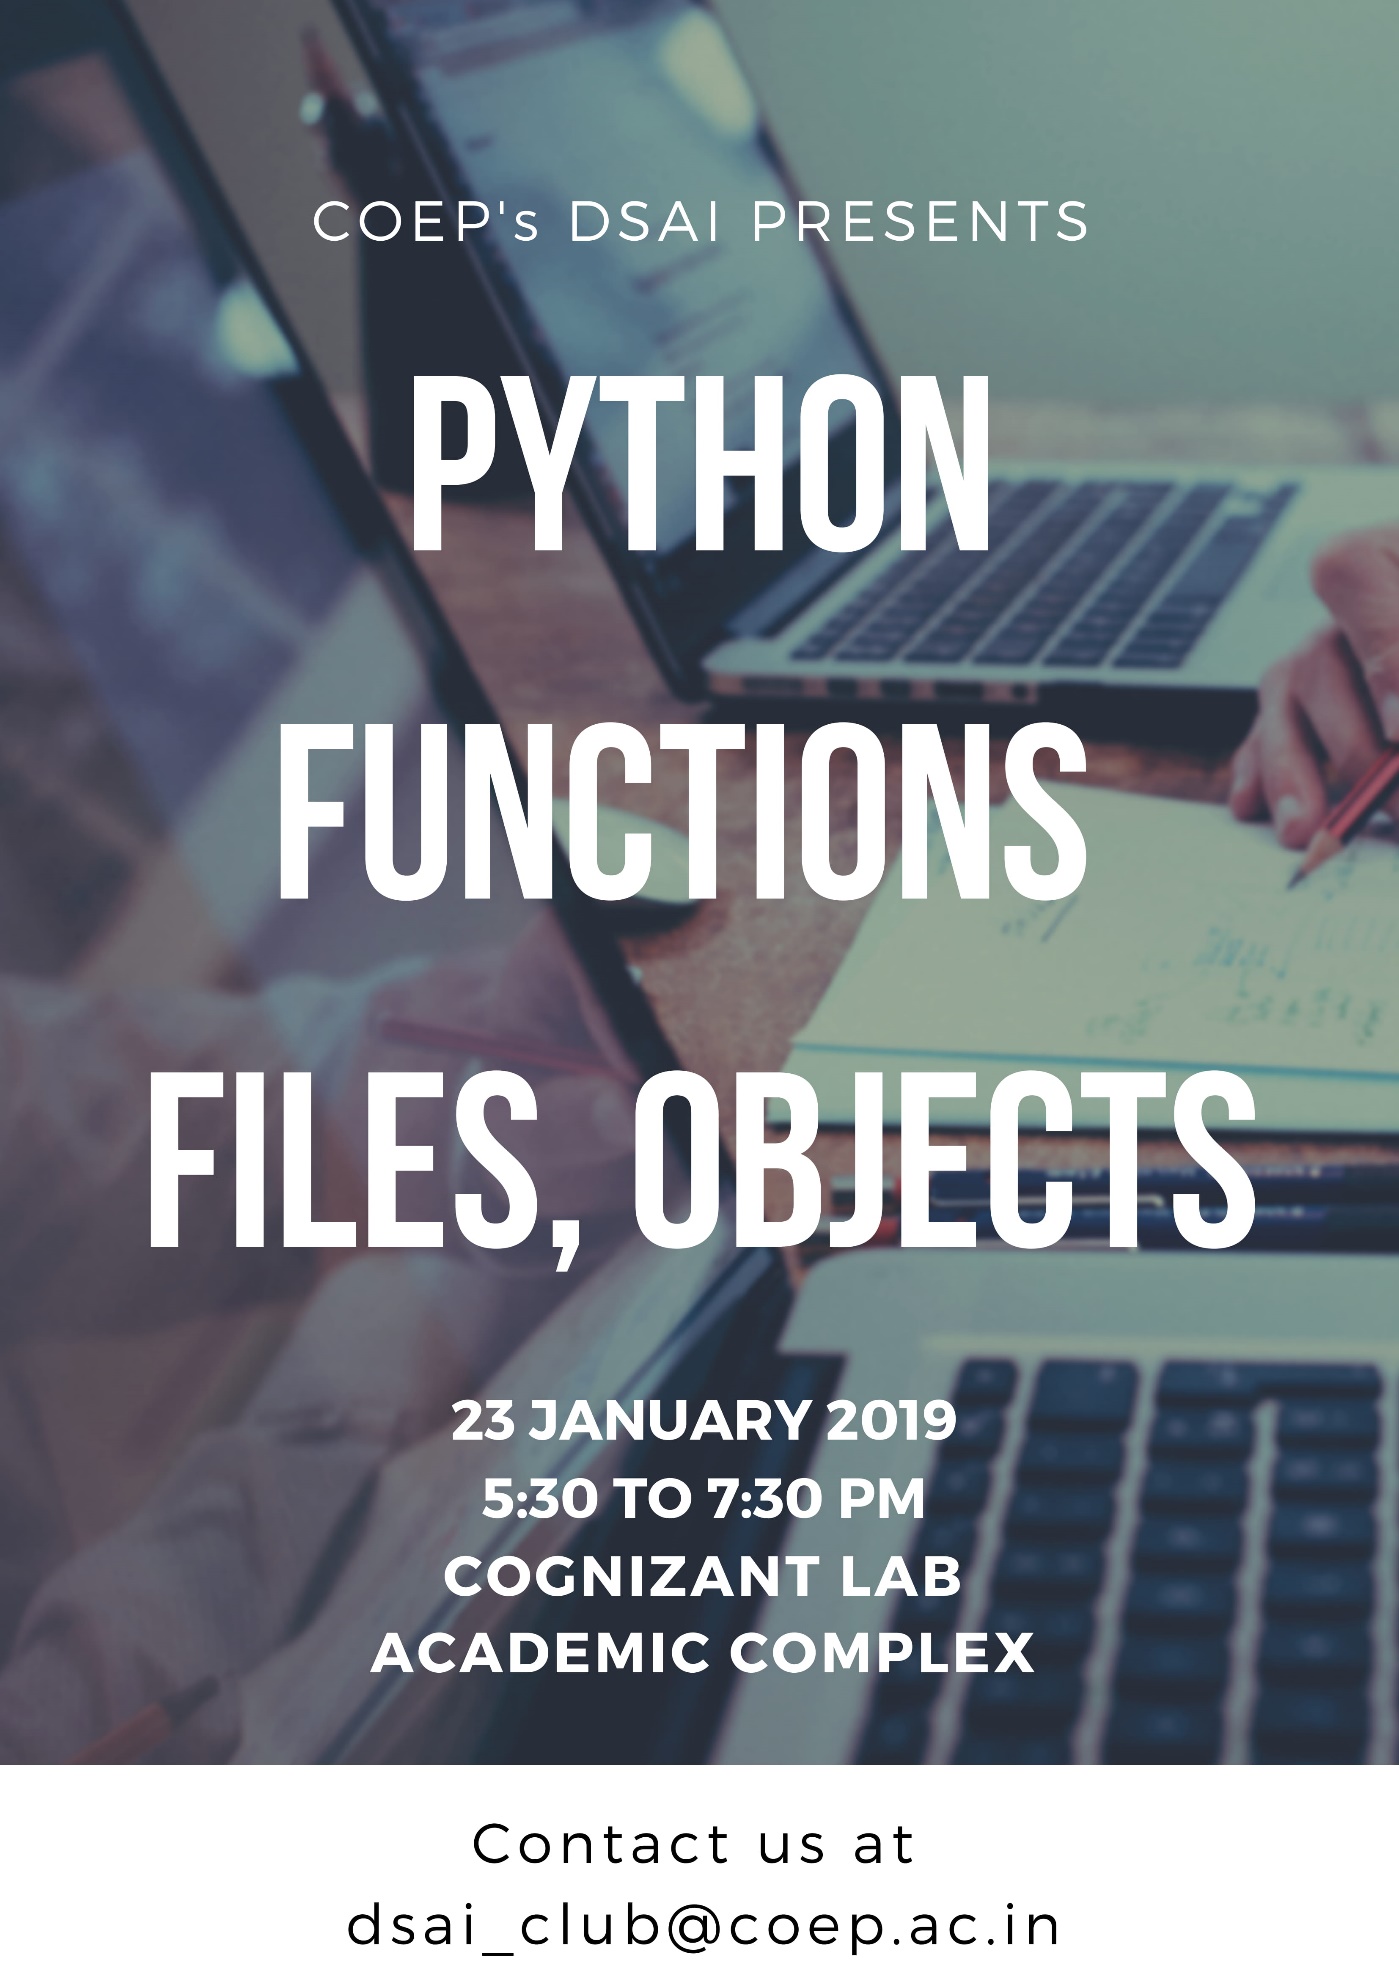 COEP's DSAI PRESENTS
PYTHON
FUNCTIONS
FILES, OBJECTS
23 JANUARY 2019
5:30 TO 7:30 PM
COGNIZANT LAB
ACADEMIC COMPLEX
Contact us at
dsai_club@coep.ac.in